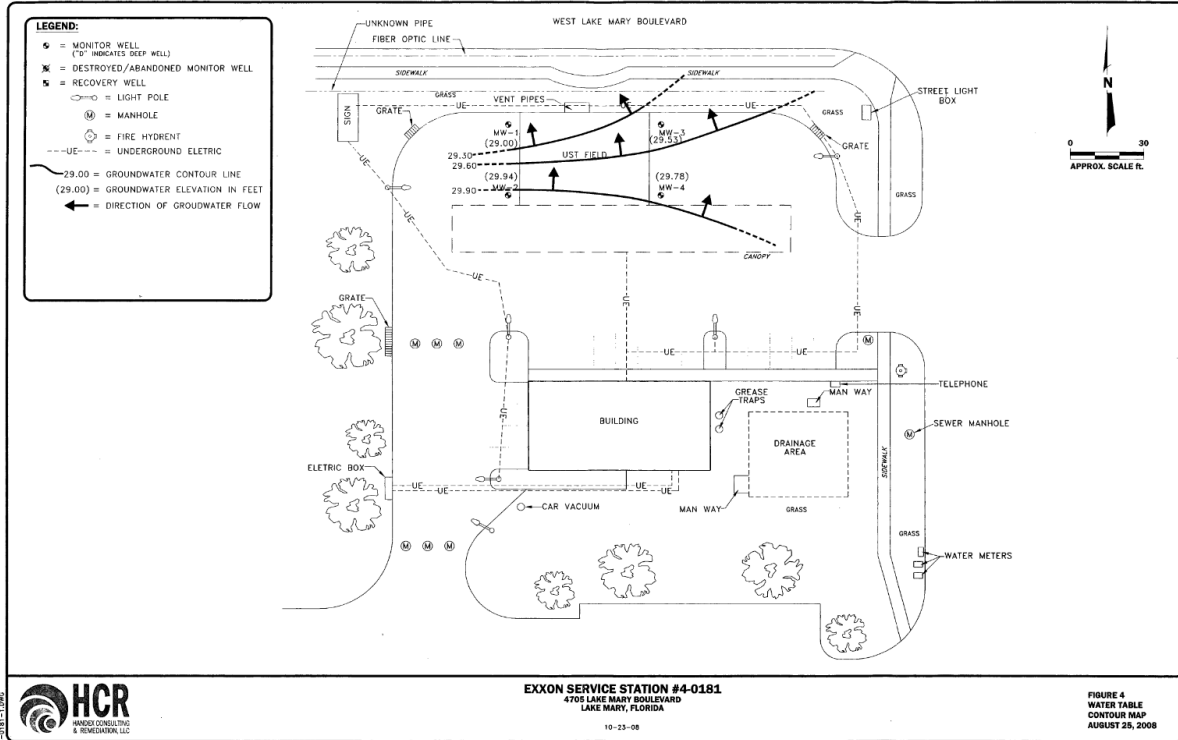 LEGEND:
= MONITOR WELL
("D" INDICATES DEEP WELL)
= DESTROYED/ABANDONED MONITOR WELL
= RECOVERY WELL
= LIGHT POLE
M = MANHOLE
= FIRE HYDRENT
--UE-- = UNDERGROUND ELETRIC
29.00 = GROUNDWATER CONTOUR LINE
(29.00) = GROUNDWATER ELEVATION IN FEET
= DIRECTION OF GROUDWATER FLOW
UNKNOWN PIPE
FIBER OPTIC LINE
WEST LAKE MARY BOULEVARD
N
0 30
APPROX. SCALE ft.
SIDEWALK
SIDEWALK
GRASS
UE
VENT PIPES
UE
UE
GRASS
STREET LIGHT
BOX
SIGN
GRATE
MW-1
(29.00)
MW-3
(29.53)
GRATE
29.30
UST FIELD
29.60
UE
(29.94)
MW-2
(29.78)
MW-4
29.90
GRASS
UE
UE
CANOPY
UE
UE
UE
GRATE
M M M
M
UE
UE
UE
TELEPHONE
GREASE
TRAPS
MAN WAY
BUILDING
SEWER MANHOLE
M
DRAINAGE
AREA
SIDEWALK
ELETRIC BOX
UE
UE
UE
UE
UE
CAR VACUUM
MAN WAY
GRASS
M M M
GRASS
WATER METERS
HCR
HANDEX CONSULTING
& REMEDIATION, LLC
EXXON SERVICE STATION #4-0181
4705 LAKE MARY BOULEVARD
LAKE MARY, FLORIDA
10-23-08
FIGURE 4
WATER TABLE
CONTOUR MAP
AUGUST 25, 2008